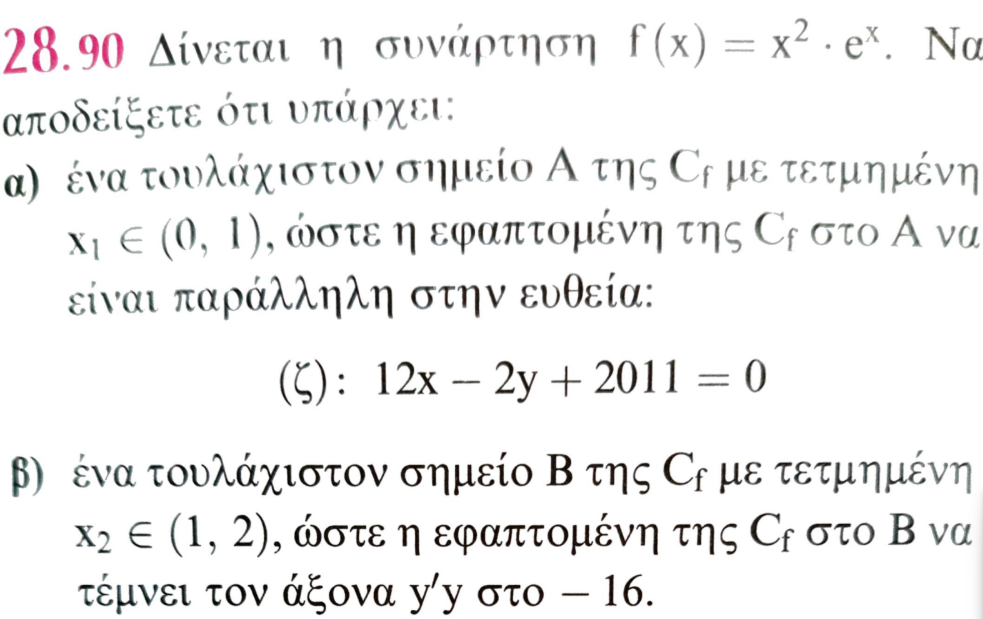 28.90 Δίνεται η συνάρτηση f(x) = x² · eˣ. Να
αποδείξετε ότι υπάρχει:
α) ένα τουλάχιστον σημείο Α της C_f με τετμημένη
x₁ ∈ (0, 1), ώστε η εφαπτομένη της C_f στο Α να
είναι παράλληλη στην ευθεία:
(ζ): 12x − 2y + 2011 = 0
β) ένα τουλάχιστον σημείο Β της C_f με τετμημένη
x₂ ∈ (1, 2), ώστε η εφαπτομένη της C_f στο Β να
τέμνει τον άξονα y′y στο − 16.